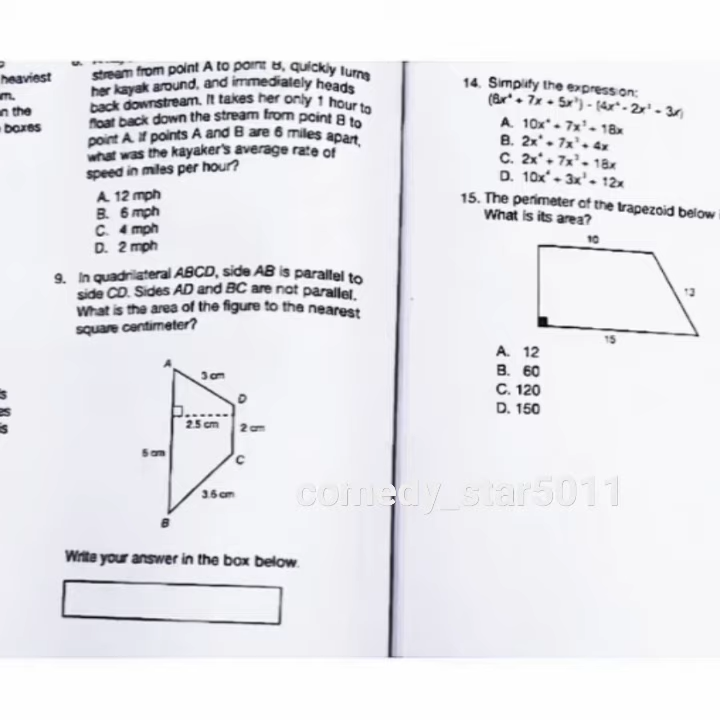 heaviest
m.
n the
boxes
s
es
is
stream from point A to point B, quickly turns
her kayak around, and immediately heads
back downstream. It takes her only 1 hour to
float back down the stream from point B to
point A. If points A and B are 6 miles apart,
what was the kayaker's average rate of
speed in miles per hour?
A. 12 mph
B. 6 mph
C. 4 mph
D. 2 mph
9. In quadrilateral ABCD, side AB is parallel to
side CD. Sides AD and BC are not parallel.
What is the area of the figure to the nearest
square centimeter?
A
3 cm
D
2.5 cm
2 cm
C
3.6 cm
B
Write your answer in the box below.
14. Simplify the expression:
A. 10x⁴ + 7x³ - 18x
B. 2x⁴ + 7x³ + 4x
C. 2x⁴ + 7x³ - 18x
D. 10x⁴ + 3x³ - 12x
15. The perimeter of the trapezoid below
What is its area?
10
13
15
A. 12
B. 60
C. 120
D. 150
comedy_star5011